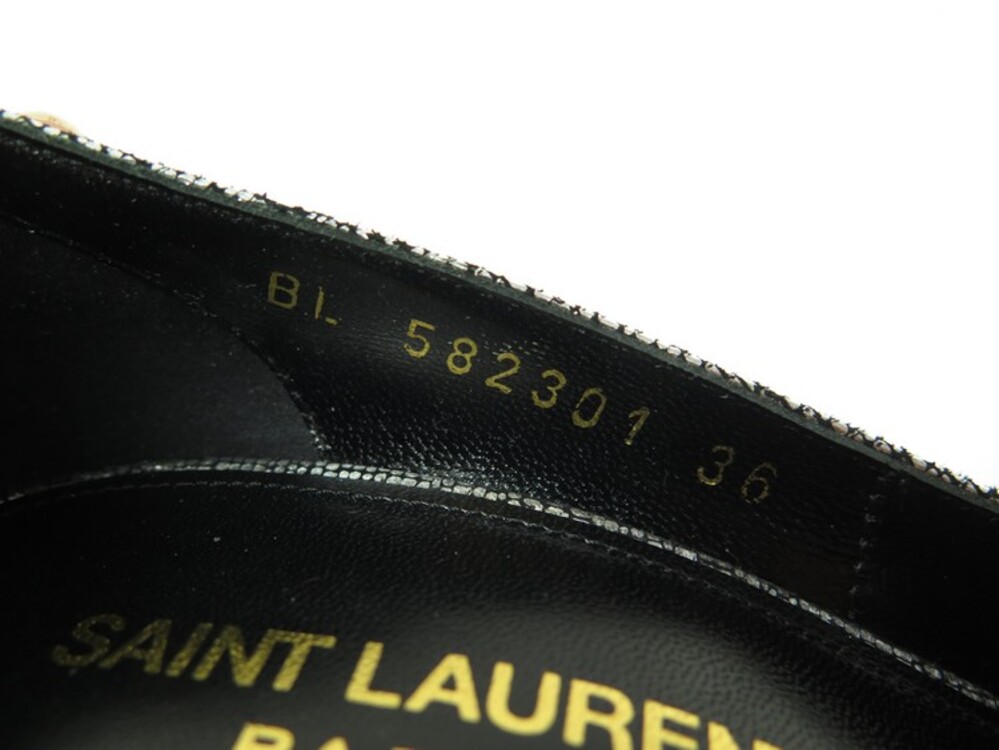 BL 582301 36
SAINT LAUREN